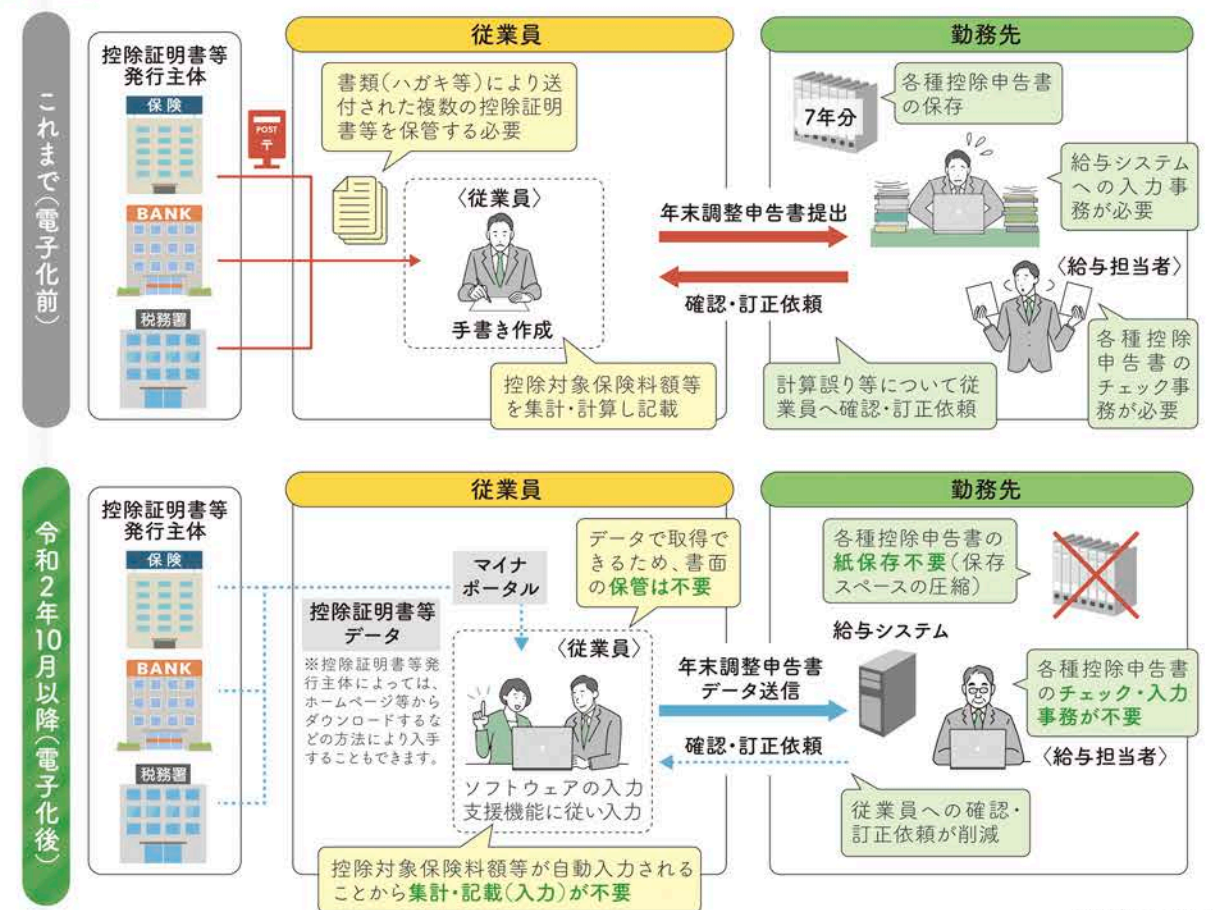 これまで（電子化前）
控除証明書等
発行主体
保険
BANK
税務署
POST
〒
従業員
書類（ハガキ等）により送
付された複数の控除証明
書等を保管する必要
〈従業員〉
手書き作成
控除対象保険料額等
を集計・計算し記載
年末調整申告書提出
確認・訂正依頼
勤務先
7年分
各種控除申告書
の保存
給与システム
への入力事
務が必要
〈給与担当者〉
各種控除
申告書の
チェック事
務が必要
計算誤り等について従
業員へ確認・訂正依頼
令和2年10月以降（電子化後）
控除証明書等
発行主体
保険
BANK
税務署
従業員
マイナ
ポータル
控除証明書等
データ
※控除証明書等発
行主体によっては、
ホームページ等から
ダウンロードするな
どの方法により入手
することもできます。
データで取得で
きるため、書面
の保管は不要
〈従業員〉
ソフトウェアの入力
支援機能に従い入力
控除対象保険料額等が自動入力される
ことから集計・記載（入力）が不要
年末調整申告書
データ送信
確認・訂正依頼
勤務先
各種控除申告書の
紙保存不要（保存
スペースの圧縮）
給与システム
各種控除申告書
のチェック・入力
事務が不要
〈給与担当者〉
従業員への確認・
訂正依頼が削減